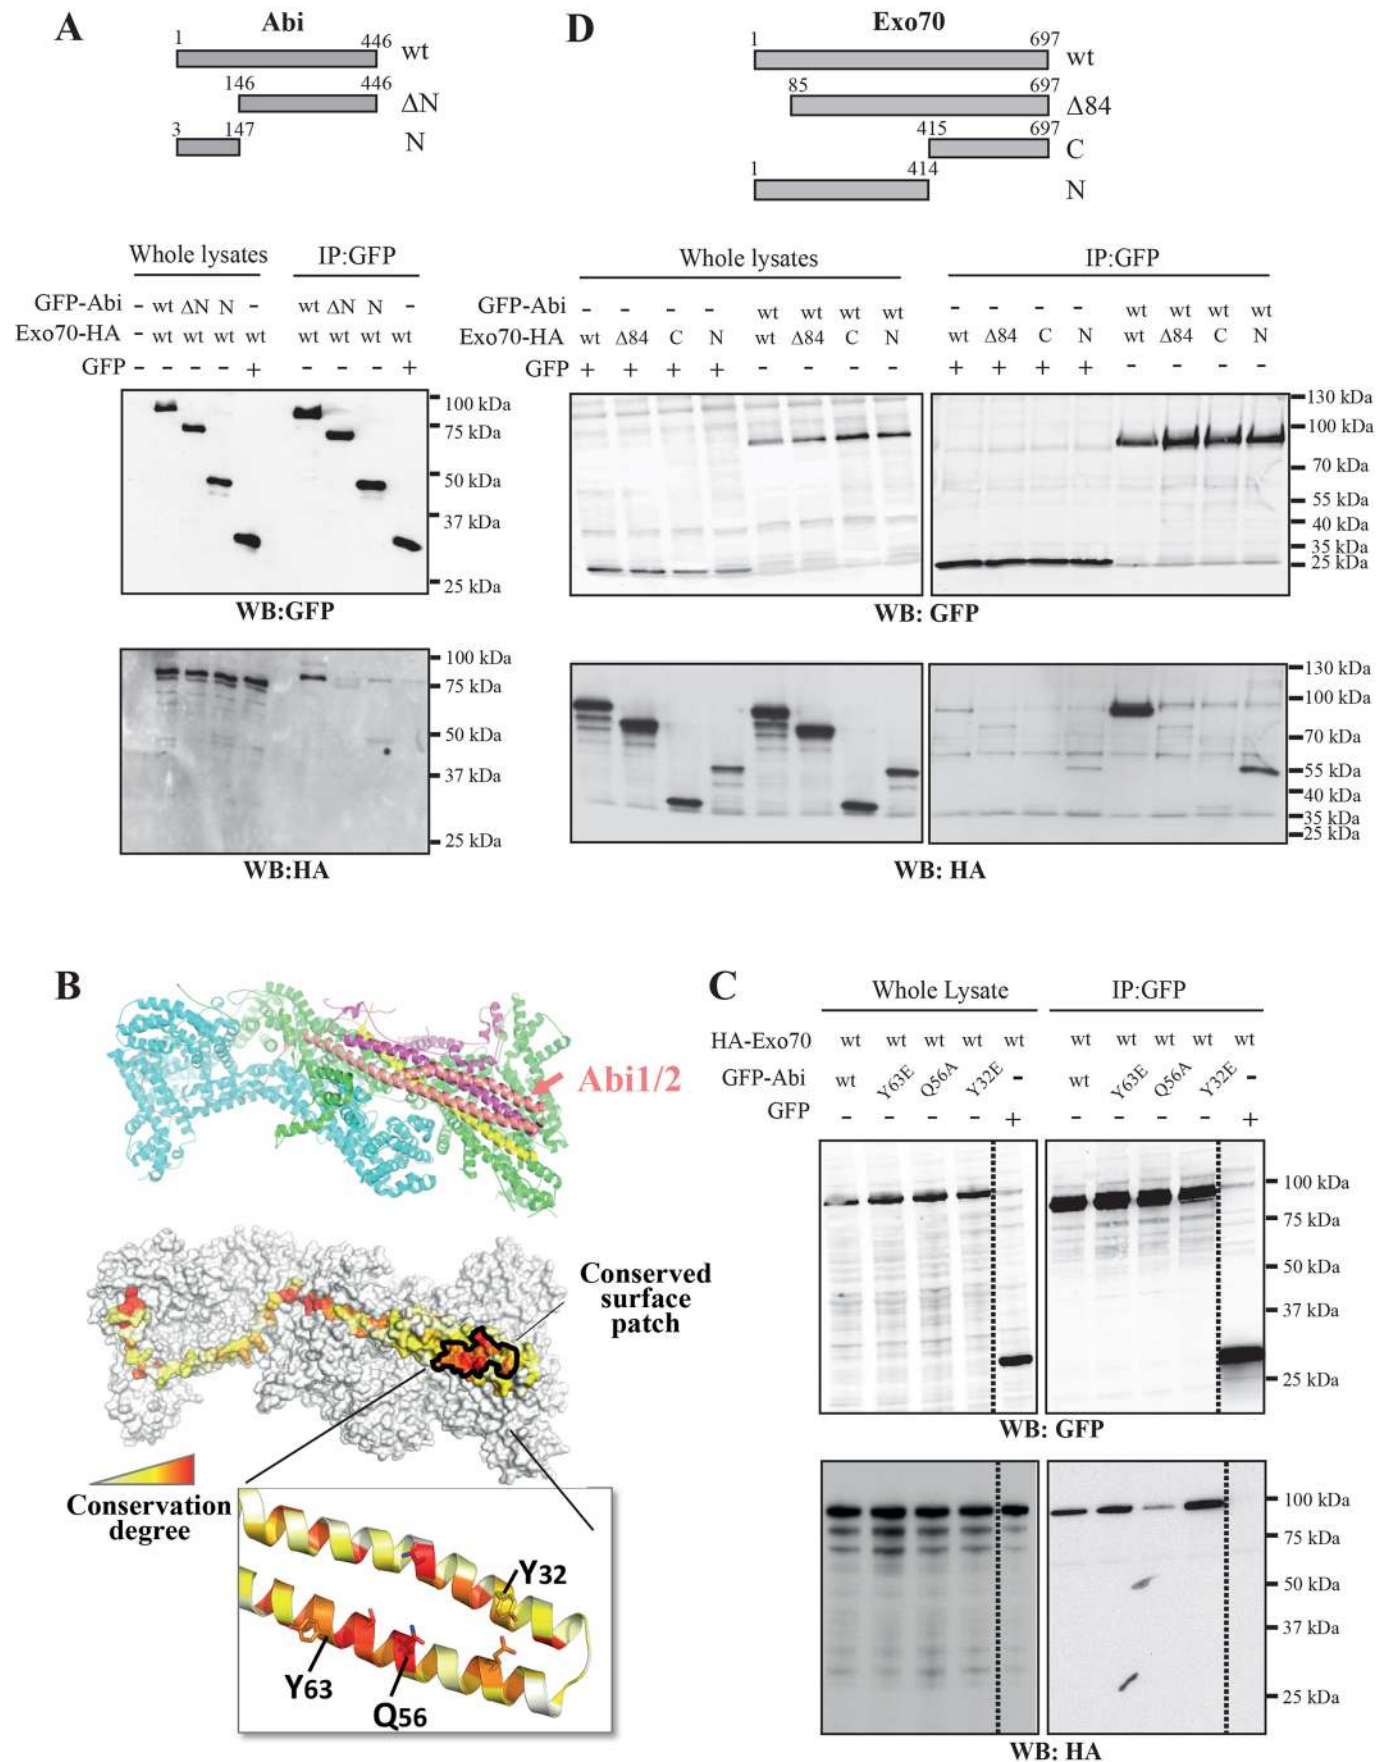 A
Abi
1 446
wt
146 446
ΔN
3 147
N
Whole lysates IP:GFP
GFP-Abi - wt ΔN N - wt ΔN N -
Exo70-HA - wt wt wt wt wt wt wt wt
GFP - - - - + - - - +
100 kDa
75 kDa
50 kDa
37 kDa
25 kDa
WB:GFP
100 kDa
75 kDa
50 kDa
37 kDa
25 kDa
WB:HA
D
Exo70
1 697
wt
85 697
Δ84
415 697
C
1 414
N
Whole lysates IP:GFP
GFP-Abi - - - - wt wt wt wt - - - - wt wt wt wt
Exo70-HA wt Δ84 C N wt Δ84 C N wt Δ84 C N wt Δ84 C N
GFP + + + + - - - - + + + + - - - -
130 kDa
100 kDa
70 kDa
55 kDa
40 kDa
35 kDa
25 kDa
WB: GFP
130 kDa
100 kDa
70 kDa
55 kDa
40 kDa
35 kDa
25 kDa
WB: HA
B
Abi1/2
Conserved
surface
patch
Conservation
degree
Y32
Y63
Q56
C
Whole Lysate IP:GFP
HA-Exo70 wt wt wt wt wt wt wt wt wt wt
GFP-Abi wt Y63E Q56A Y32E - wt Y63E Q56A Y32E -
GFP - - - - + - - - - +
100 kDa
75 kDa
50 kDa
37 kDa
25 kDa
WB: GFP
100 kDa
75 kDa
50 kDa
37 kDa
25 kDa
WB: HA